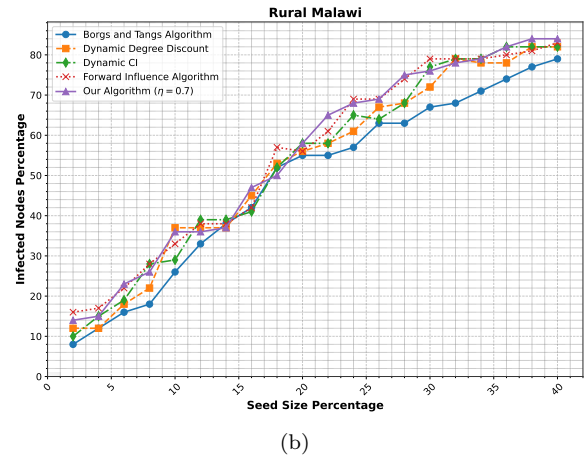 Rural Malawi
Borgs and Tangs Algorithm
Dynamic Degree Discount
Dynamic CI
Forward Influence Algorithm
Our Algorithm (η = 0.7)
Infected Nodes Percentage
80
70
60
50
40
30
20
10
0
0 5 10 15 20 25 30 35 40
Seed Size Percentage
(b)